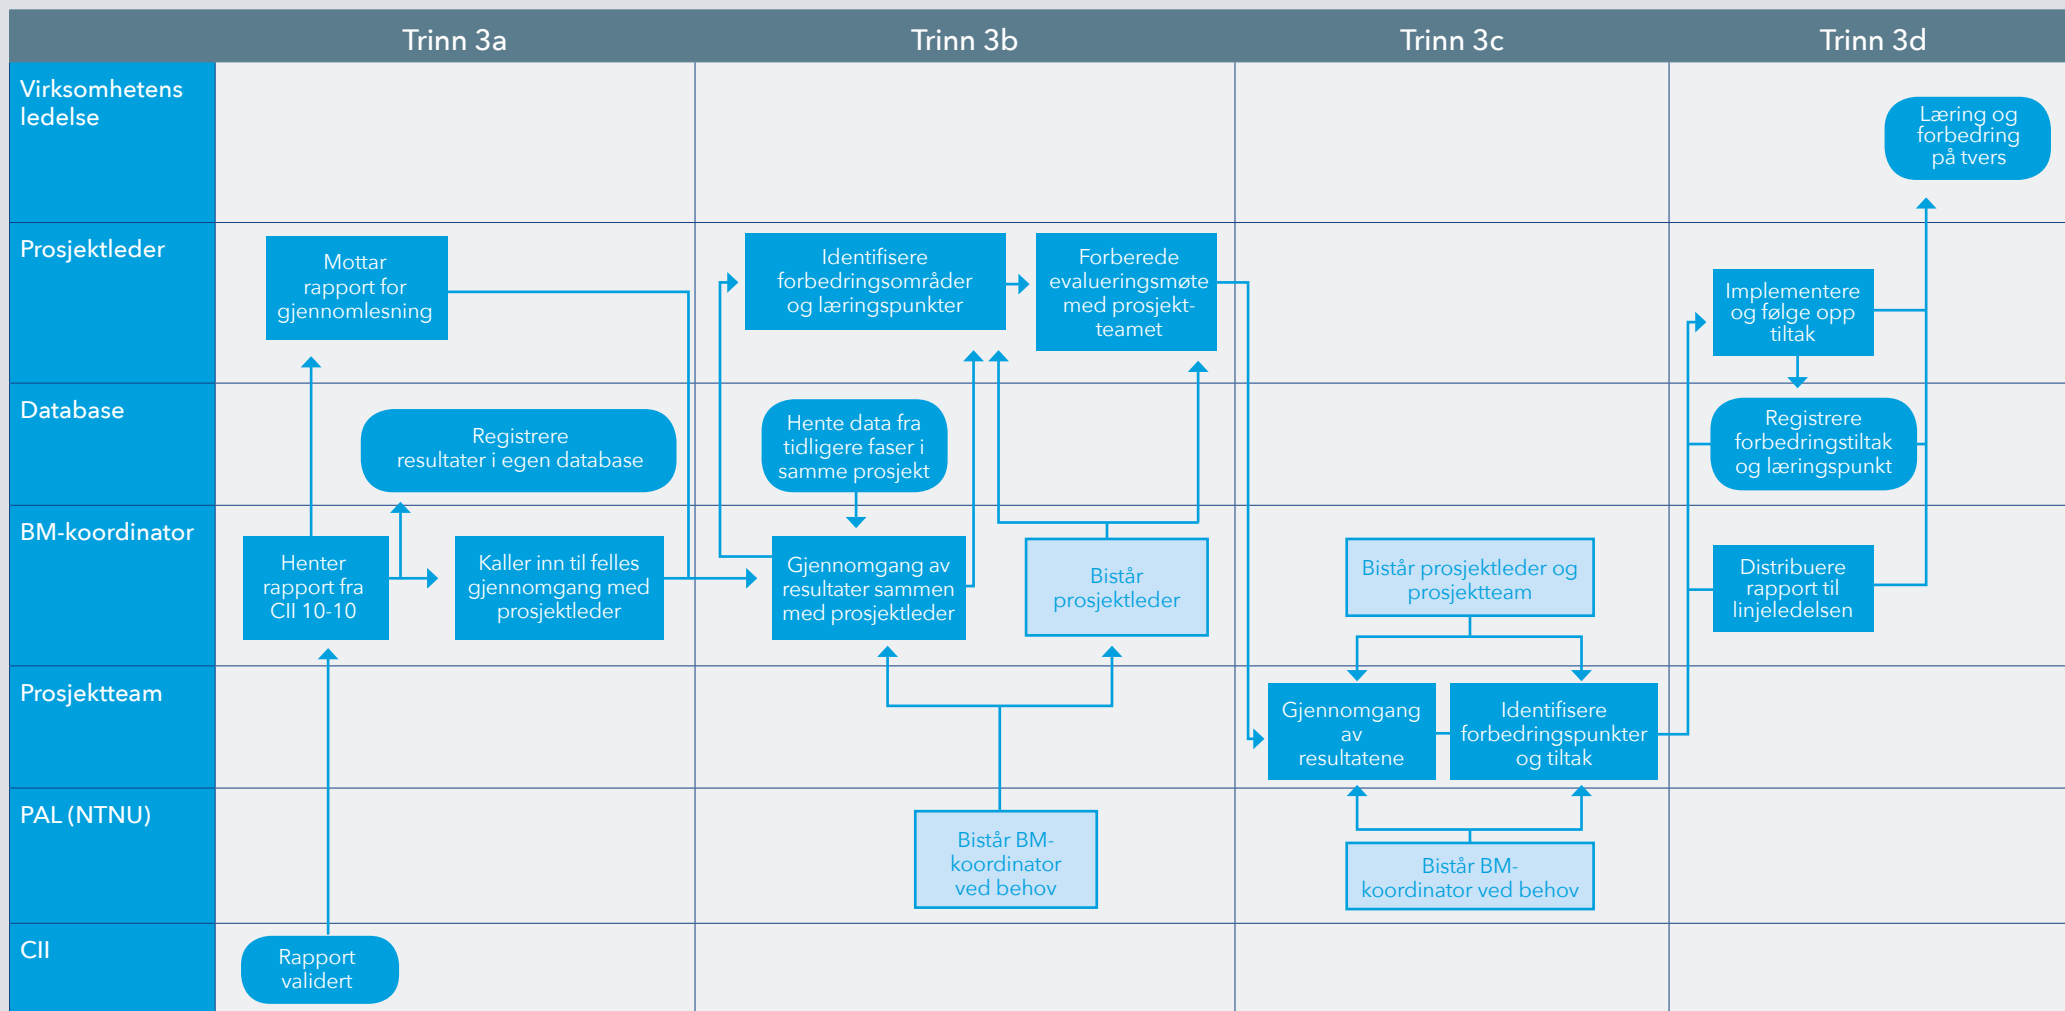 Trinn 3a
Trinn 3b
Trinn 3c
Trinn 3d
Virksomhetens
ledelse
Læring og
forbedring
på tvers
Prosjektleder
Mottar
rapport for
gjennomlesning
Identifisere
forbedringsområder
og læringspunkter
Forberede
evalueringsmøte
med prosjekt-
teamet
Implementere
og følge opp
tiltak
Database
Registrere
resultater i egen database
Hente data fra
tidligere faser i
samme prosjekt
Registrere
forbedringstiltak
og læringspunkt
BM-koordinator
Henter
rapport fra
CII 10-10
Kaller inn til felles
gjennomgang med
prosjektleder
Gjennomgang av
resultater sammen
med prosjektleder
Bistår
prosjektleder
Bistår prosjektleder og
prosjektteam
Distribuere
rapport til
linjeledelsen
Prosjektteam
Gjennomgang
av
resultatene
Identifisere
forbedringspunkter
og tiltak
PAL (NTNU)
Bistår BM-
koordinator
ved behov
Bistår BM-
koordinator ved behov
CII
Rapport
validert